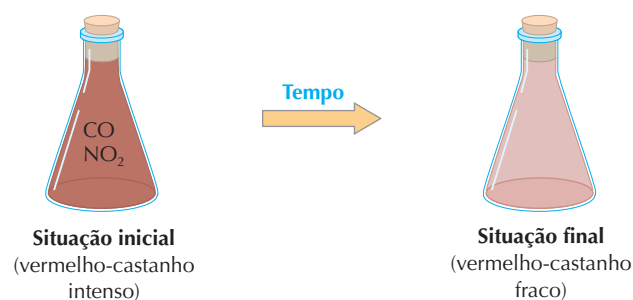 CO
NO₂
Tempo
Situação inicial
(vermelho-castanho
intenso)
Situação final
(vermelho-castanho
fraco)